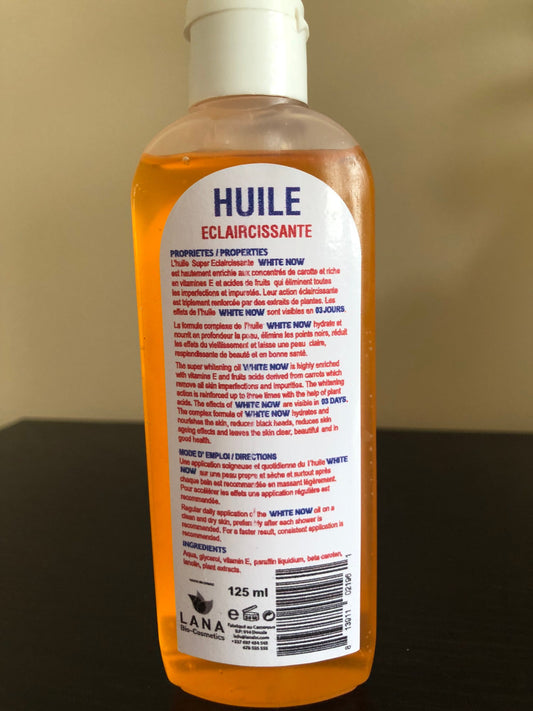 HUILE
ECLAIRCISSANTE
PROPRIETES / PROPERTIES
L'huile Super Eclaircissante WHITE NOW
est hautement enrichie aux concentrés de carotte et riche
en vitamines E et acides de fruits qui éliminent toutes
les imperfections et impuretés. Leur action éclaircissante
est triplement renforcée par des extraits de plantes. Les
effets de l'huile WHITE NOW sont visibles en 03 JOURS.
La formule complexe de l'huile WHITE NOW hydrate et
nourrit en profondeur la peau, élimine les points noirs, réduit
les effets du vieillissement et laisse une peau claire,
resplendissante de beauté et en bonne santé.
The super whitening oil WHITE NOW is highly enriched
with vitamins E and fruits acids derived from carrots which
remove all skin imperfections and impurities. The whitening
action is reinforced up to three times with the help of plant
acids. The effects of WHITE NOW are visible in 03 DAYS.
The complex formula of WHITE NOW hydrates and
nourishes the skin, reduces black heads, reduces skin
ageing effects and leaves the skin clear, beautiful and in
good health.
MODE D' EMPLOI / DIRECTIONS
Une application soigneuse et quotidienne du l'huile WHITE
NOW sur une peau propre et sèche et surtout après
chaque bain est recommandée en massant légèrement.
Pour accélérer les effets une application régulière est
recommandée.
Regular daily application of the WHITE NOW oil on a
clean and dry skin, preferably after each shower is
recommended. For a faster result, consistent application is
recommended.
INGREDIENTS
Aqua, glycerol, vitamin E, paraffin liquidium, beta caroten,
lanolin, plant extracts.
125 ml
LANA
Bio-Cosmetics
Fabriqué au Cameroun